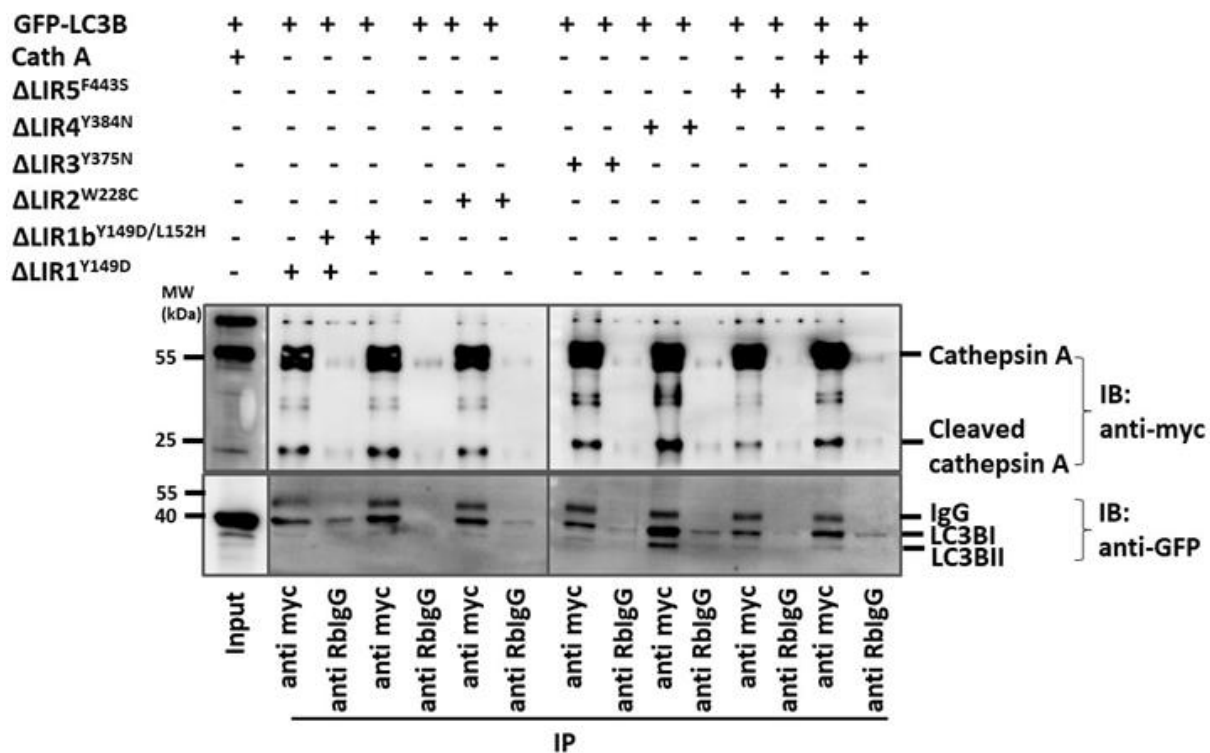 GFP-LC3B + + + + + + + + + + + + + + +
Cath A + - - - - - - - - - - - - + +
ΔLIR5F443S - - - - - - - - - - - + + - -
ΔLIR4Y384N - - - - - - - - - + + - - - -
ΔLIR3Y375N - - - - - - - + + - - - - - -
ΔLIR2W228C - - - - - + + - - - - - - - -
ΔLIR1bY149D/L152H - - + + - - - - - - - - - - -
ΔLIR1Y149D - + + - - - - - - - - - - - -
MW
(kDa)
55
25
55
40
Cathepsin A
Cleaved
cathepsin A
IB:
anti-myc
IgG
LC3BI
LC3BII
IB:
anti-GFP
Input
anti myc
anti RbIgG
anti myc
anti RbIgG
anti myc
anti RbIgG
anti myc
anti RbIgG
anti myc
anti RbIgG
anti myc
anti RbIgG
anti myc
anti RbIgG
IP